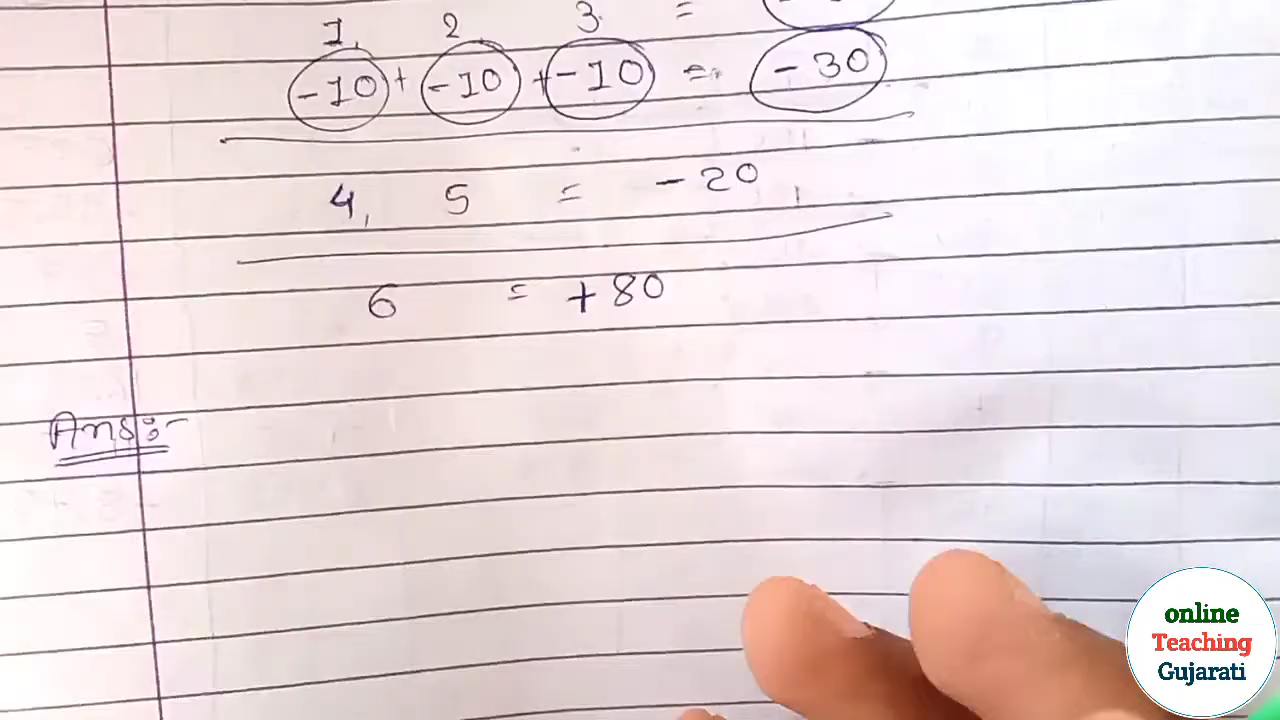 1, 2, 3. =
-10 + -10 + -10 = -30
4, 5 = -20,
6 = +80
Ans:-
online
Teaching
Gujarati